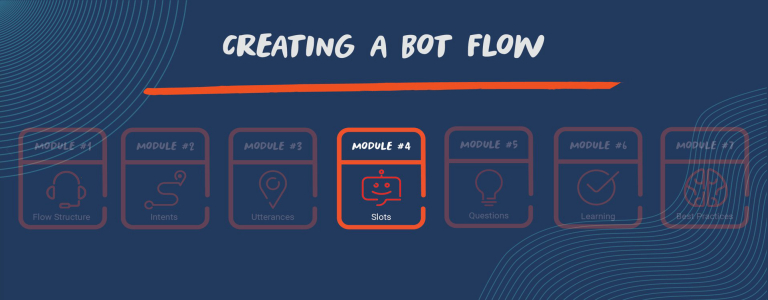 CREATING A BOT FLOW
MODULE #1
MODULE #2
MODULE #3
MODULE #4
MODULE #5
MODULE #6
MODULE #7
Flow Structure
Intents
Utterances
Slots
Questions
Learning
Best Practices